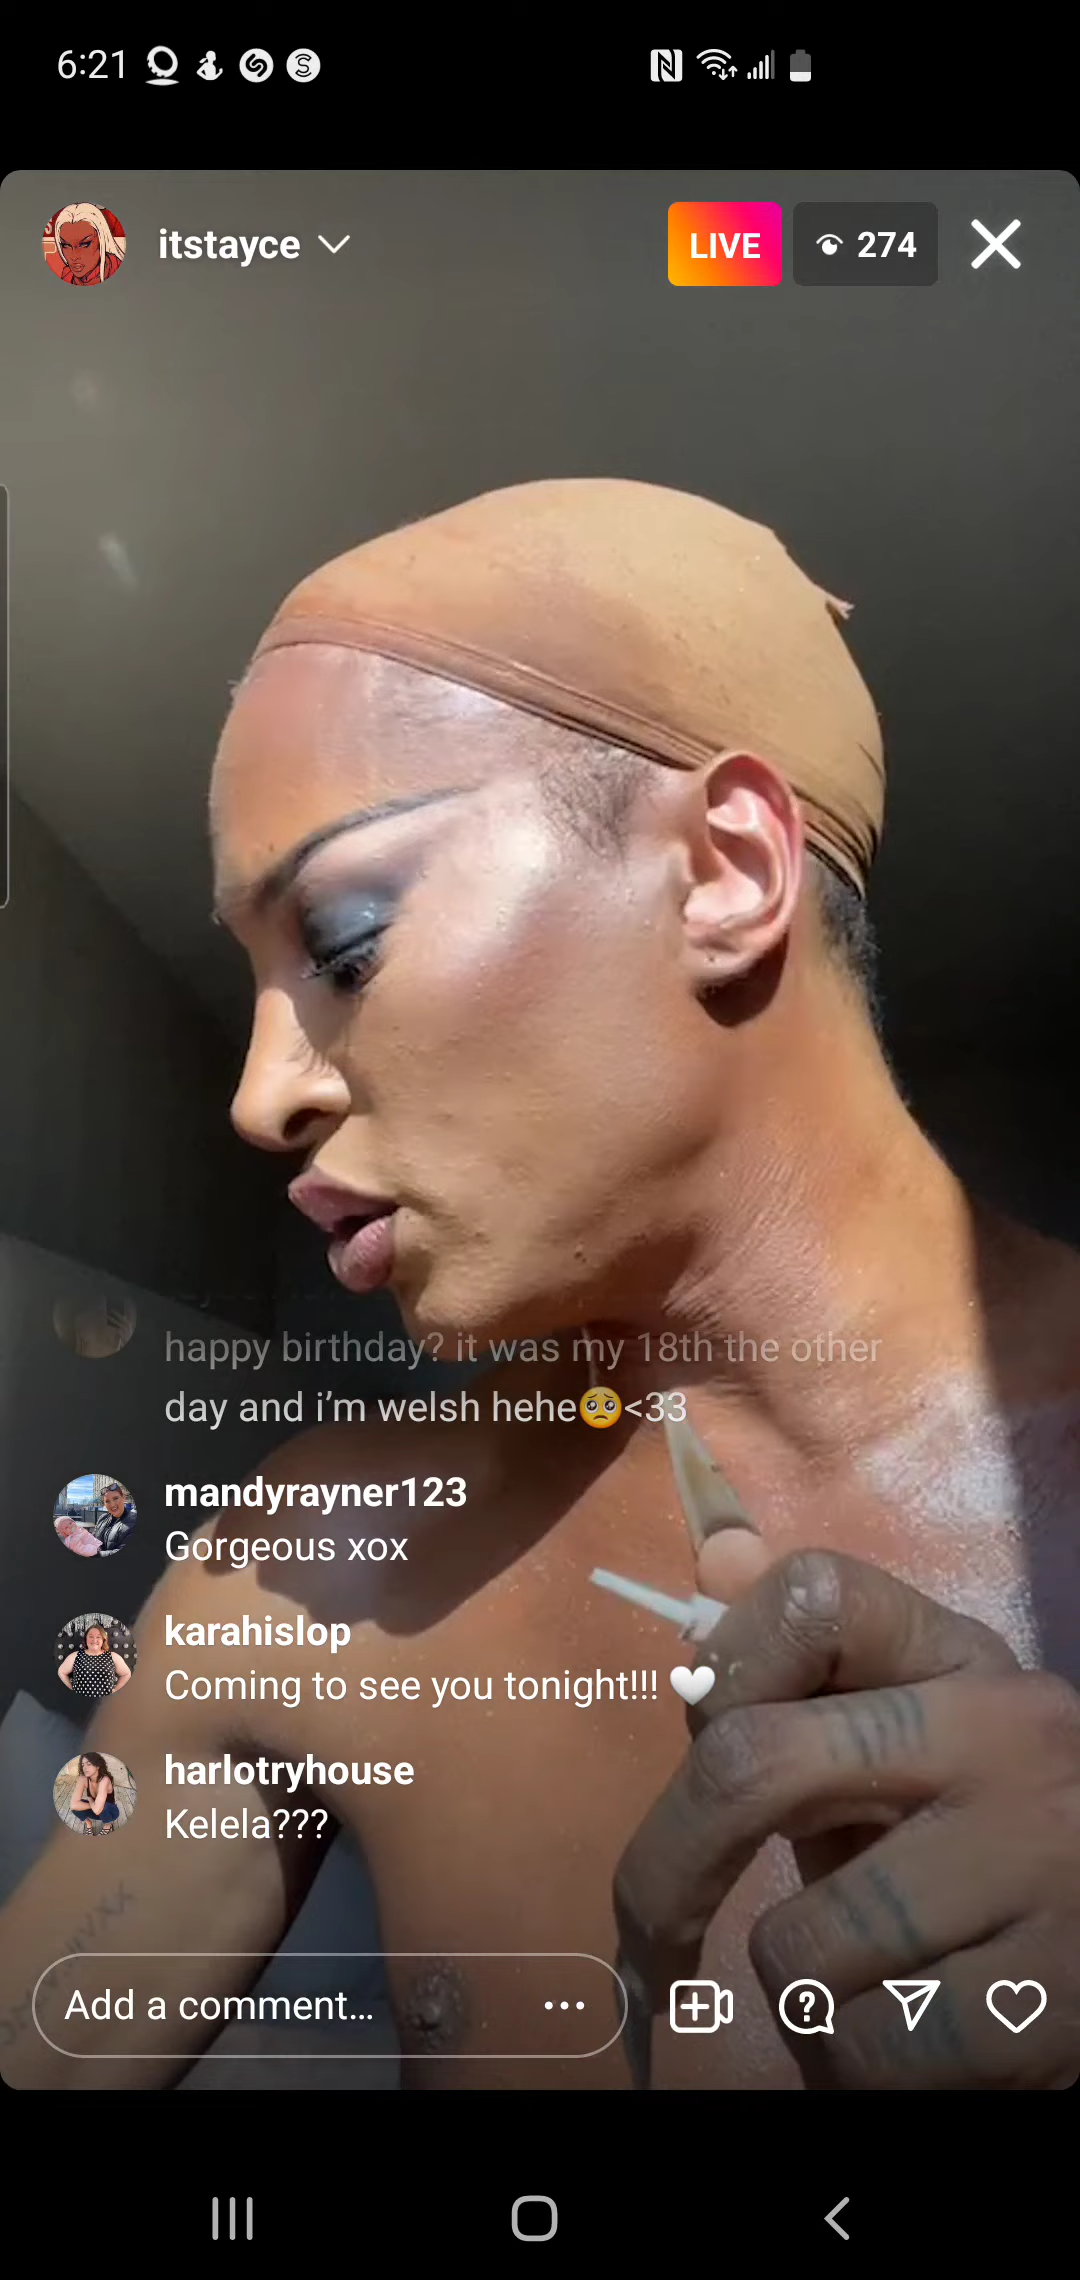 6:21
itstayce
LIVE
274
happy birthday? it was my 18th the other
day and i’m welsh hehe🥺<33
mandyrayner123
Gorgeous xox
karahislop
Coming to see you tonight!!! 🤍
harlotryhouse
Kelela???
Add a comment…